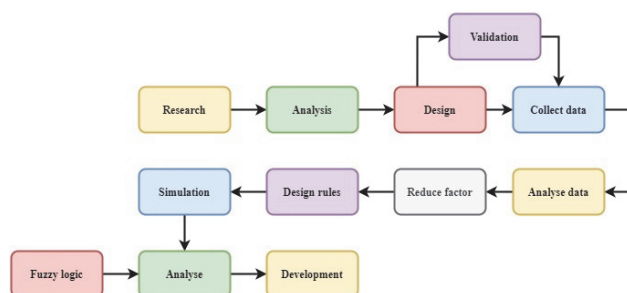 Validation
Research
Analysis
Design
Collect data
Simulation
Design rules
Reduce factor
Analyse data
Fuzzy logic
Analyse
Development